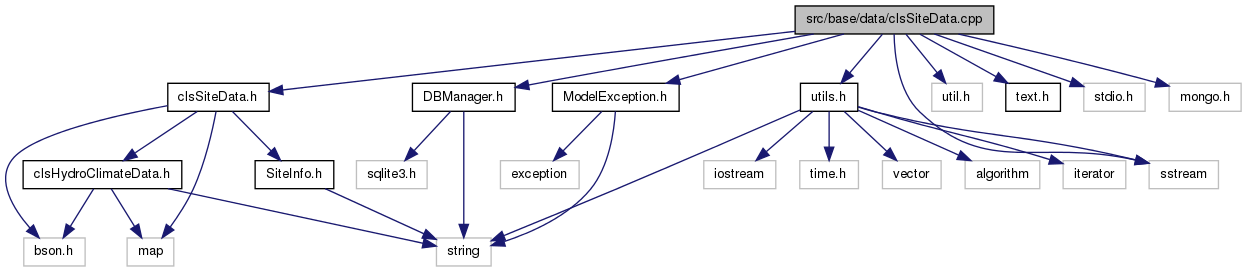 src/base/data/clsSiteData.cpp
clsSiteData.h
DBManager.h
ModelException.h
utils.h
util.h
text.h
stdio.h
mongo.h
clsHydroClimateData.h
SiteInfo.h
sqlite3.h
exception
iostream
time.h
vector
algorithm
iterator
sstream
bson.h
map
string